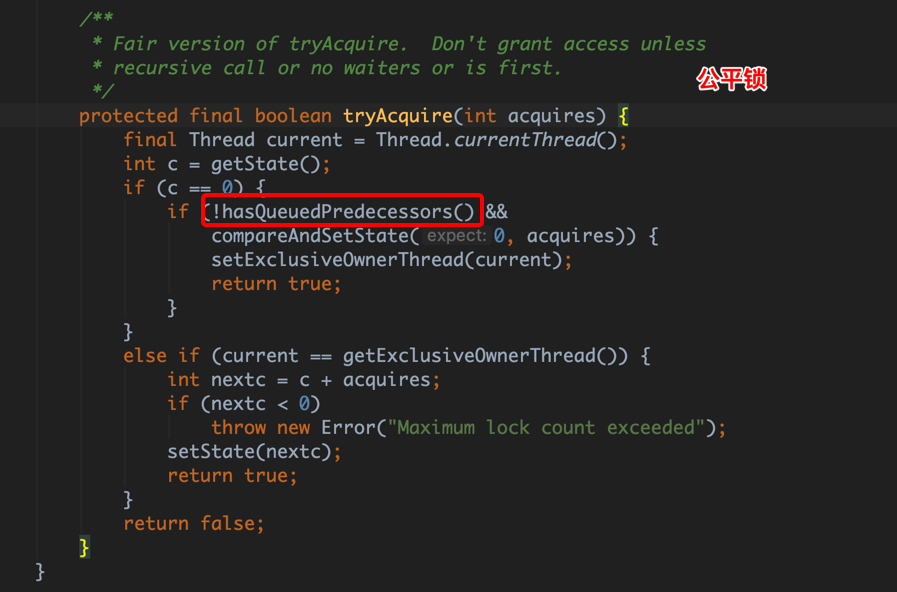 /**
 * Fair version of tryAcquire.  Don't grant access unless
 * recursive call or no waiters or is first.
公平锁
 */
protected final boolean tryAcquire(int acquires) {
    final Thread current = Thread.currentThread();
    int c = getState();
    if (c == 0) {
        if (!hasQueuedPredecessors() &&
            compareAndSetState( expect: 0, acquires)) {
            setExclusiveOwnerThread(current);
            return true;
        }
    }
    else if (current == getExclusiveOwnerThread()) {
        int nextc = c + acquires;
        if (nextc < 0)
            throw new Error("Maximum lock count exceeded");
        setState(nextc);
        return true;
    }
    return false;
}
}